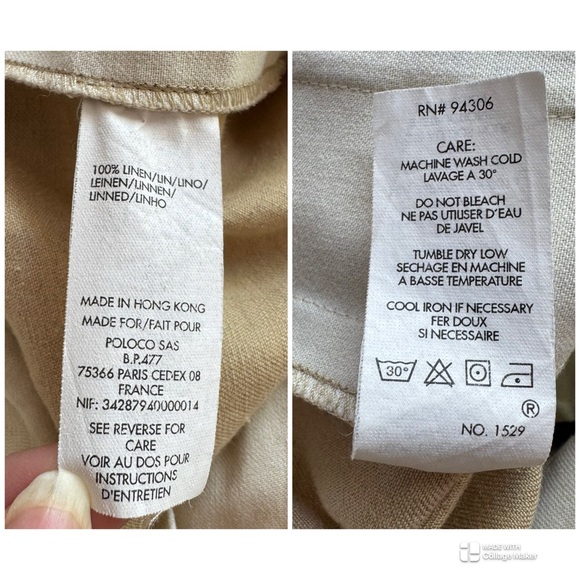 100% LINEN/LIN/LINO/
LEINEN/LINNEN/
LINNED/LINHO
MADE IN HONG KONG
MADE FOR/FAIT POUR
POLOCO SAS
B.P.477
75366 PARIS CEDEX 08
FRANCE
NIF: 34287940000014
SEE REVERSE FOR
CARE
VOIR AU DOS POUR
INSTRUCTIONS
D'ENTRETIEN
RN# 94306
CARE:
MACHINE WASH COLD
LAVAGE A 30°
DO NOT BLEACH
NE PAS UTILISER D'EAU
DE JAVEL
TUMBLE DRY LOW
SECHAGE EN MACHINE
A BASSE TEMPERATURE
COOL IRON IF NECESSARY
FER DOUX
SI NECESSAIRE
30°
®
NO. 1529
MADE WITH
Collage Maker